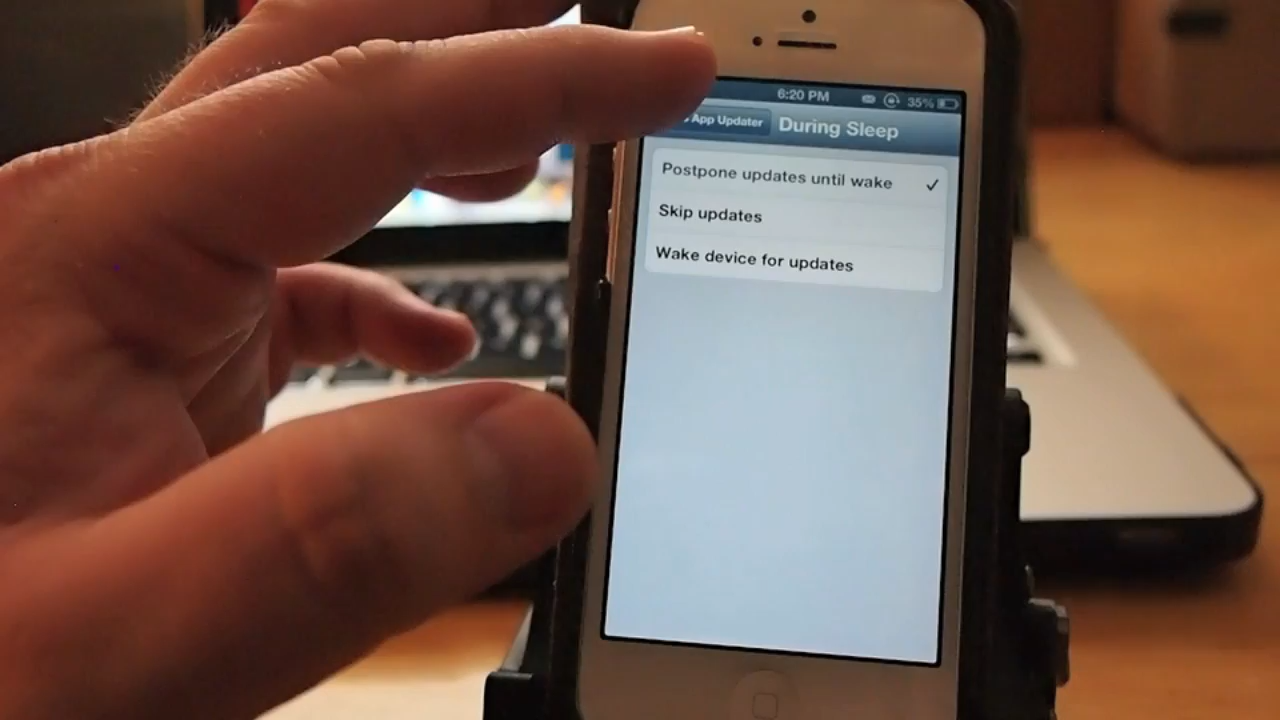 6:20 PM 35%
App Updater During Sleep
Postpone updates until wake
Skip updates
Wake device for updates